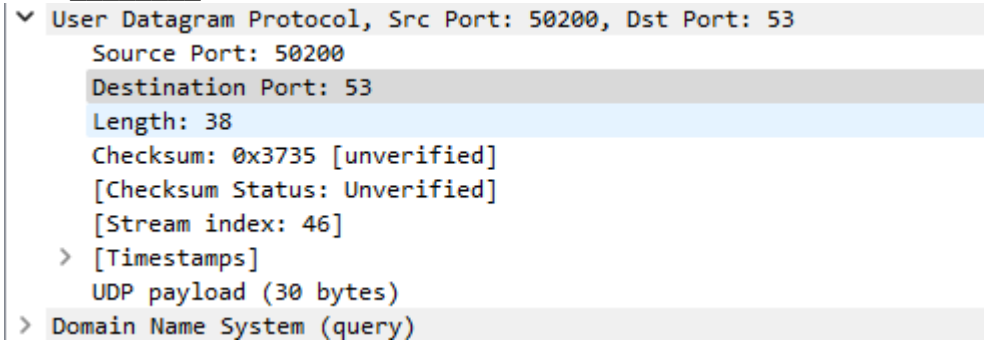 User Datagram Protocol, Src Port: 50200, Dst Port: 53
Source Port: 50200
Destination Port: 53
Length: 38
Checksum: 0x3735 [unverified]
[Checksum Status: Unverified]
[Stream index: 46]
[Timestamps]
UDP payload (30 bytes)
Domain Name System (query)